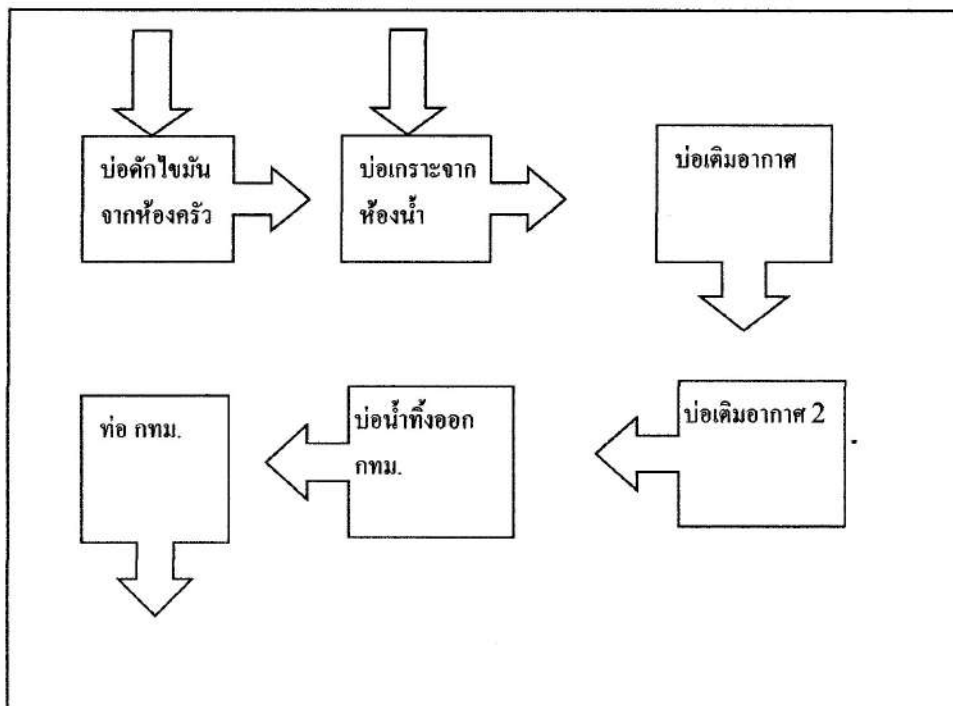 บ่อดักไขมัน
จากห้องครัว
บ่อเกราะจาก
ห้องน้ำ
บ่อเติมอากาศ
ท่อ กทม.
บ่อน้ำทิ้งออก
กทม.
บ่อเติมอากาศ 2